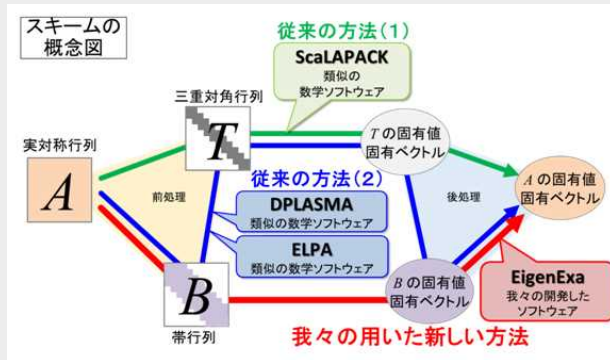 スキームの
概念図
従来の方法(1)
ScaLAPACK
類似の
数学ソフトウェア
三重対角行列
T
Tの固有値
固有ベクトル
実対称行列
A
前処理
従来の方法(2)
DPLASMA
類似の数学ソフトウェア
ELPA
類似の数学ソフトウェア
後処理
Aの固有値
固有ベクトル
B
帯行列
Bの固有値
固有ベクトル
EigenExa
我々の開発した
ソフトウェア
我々の用いた新しい方法